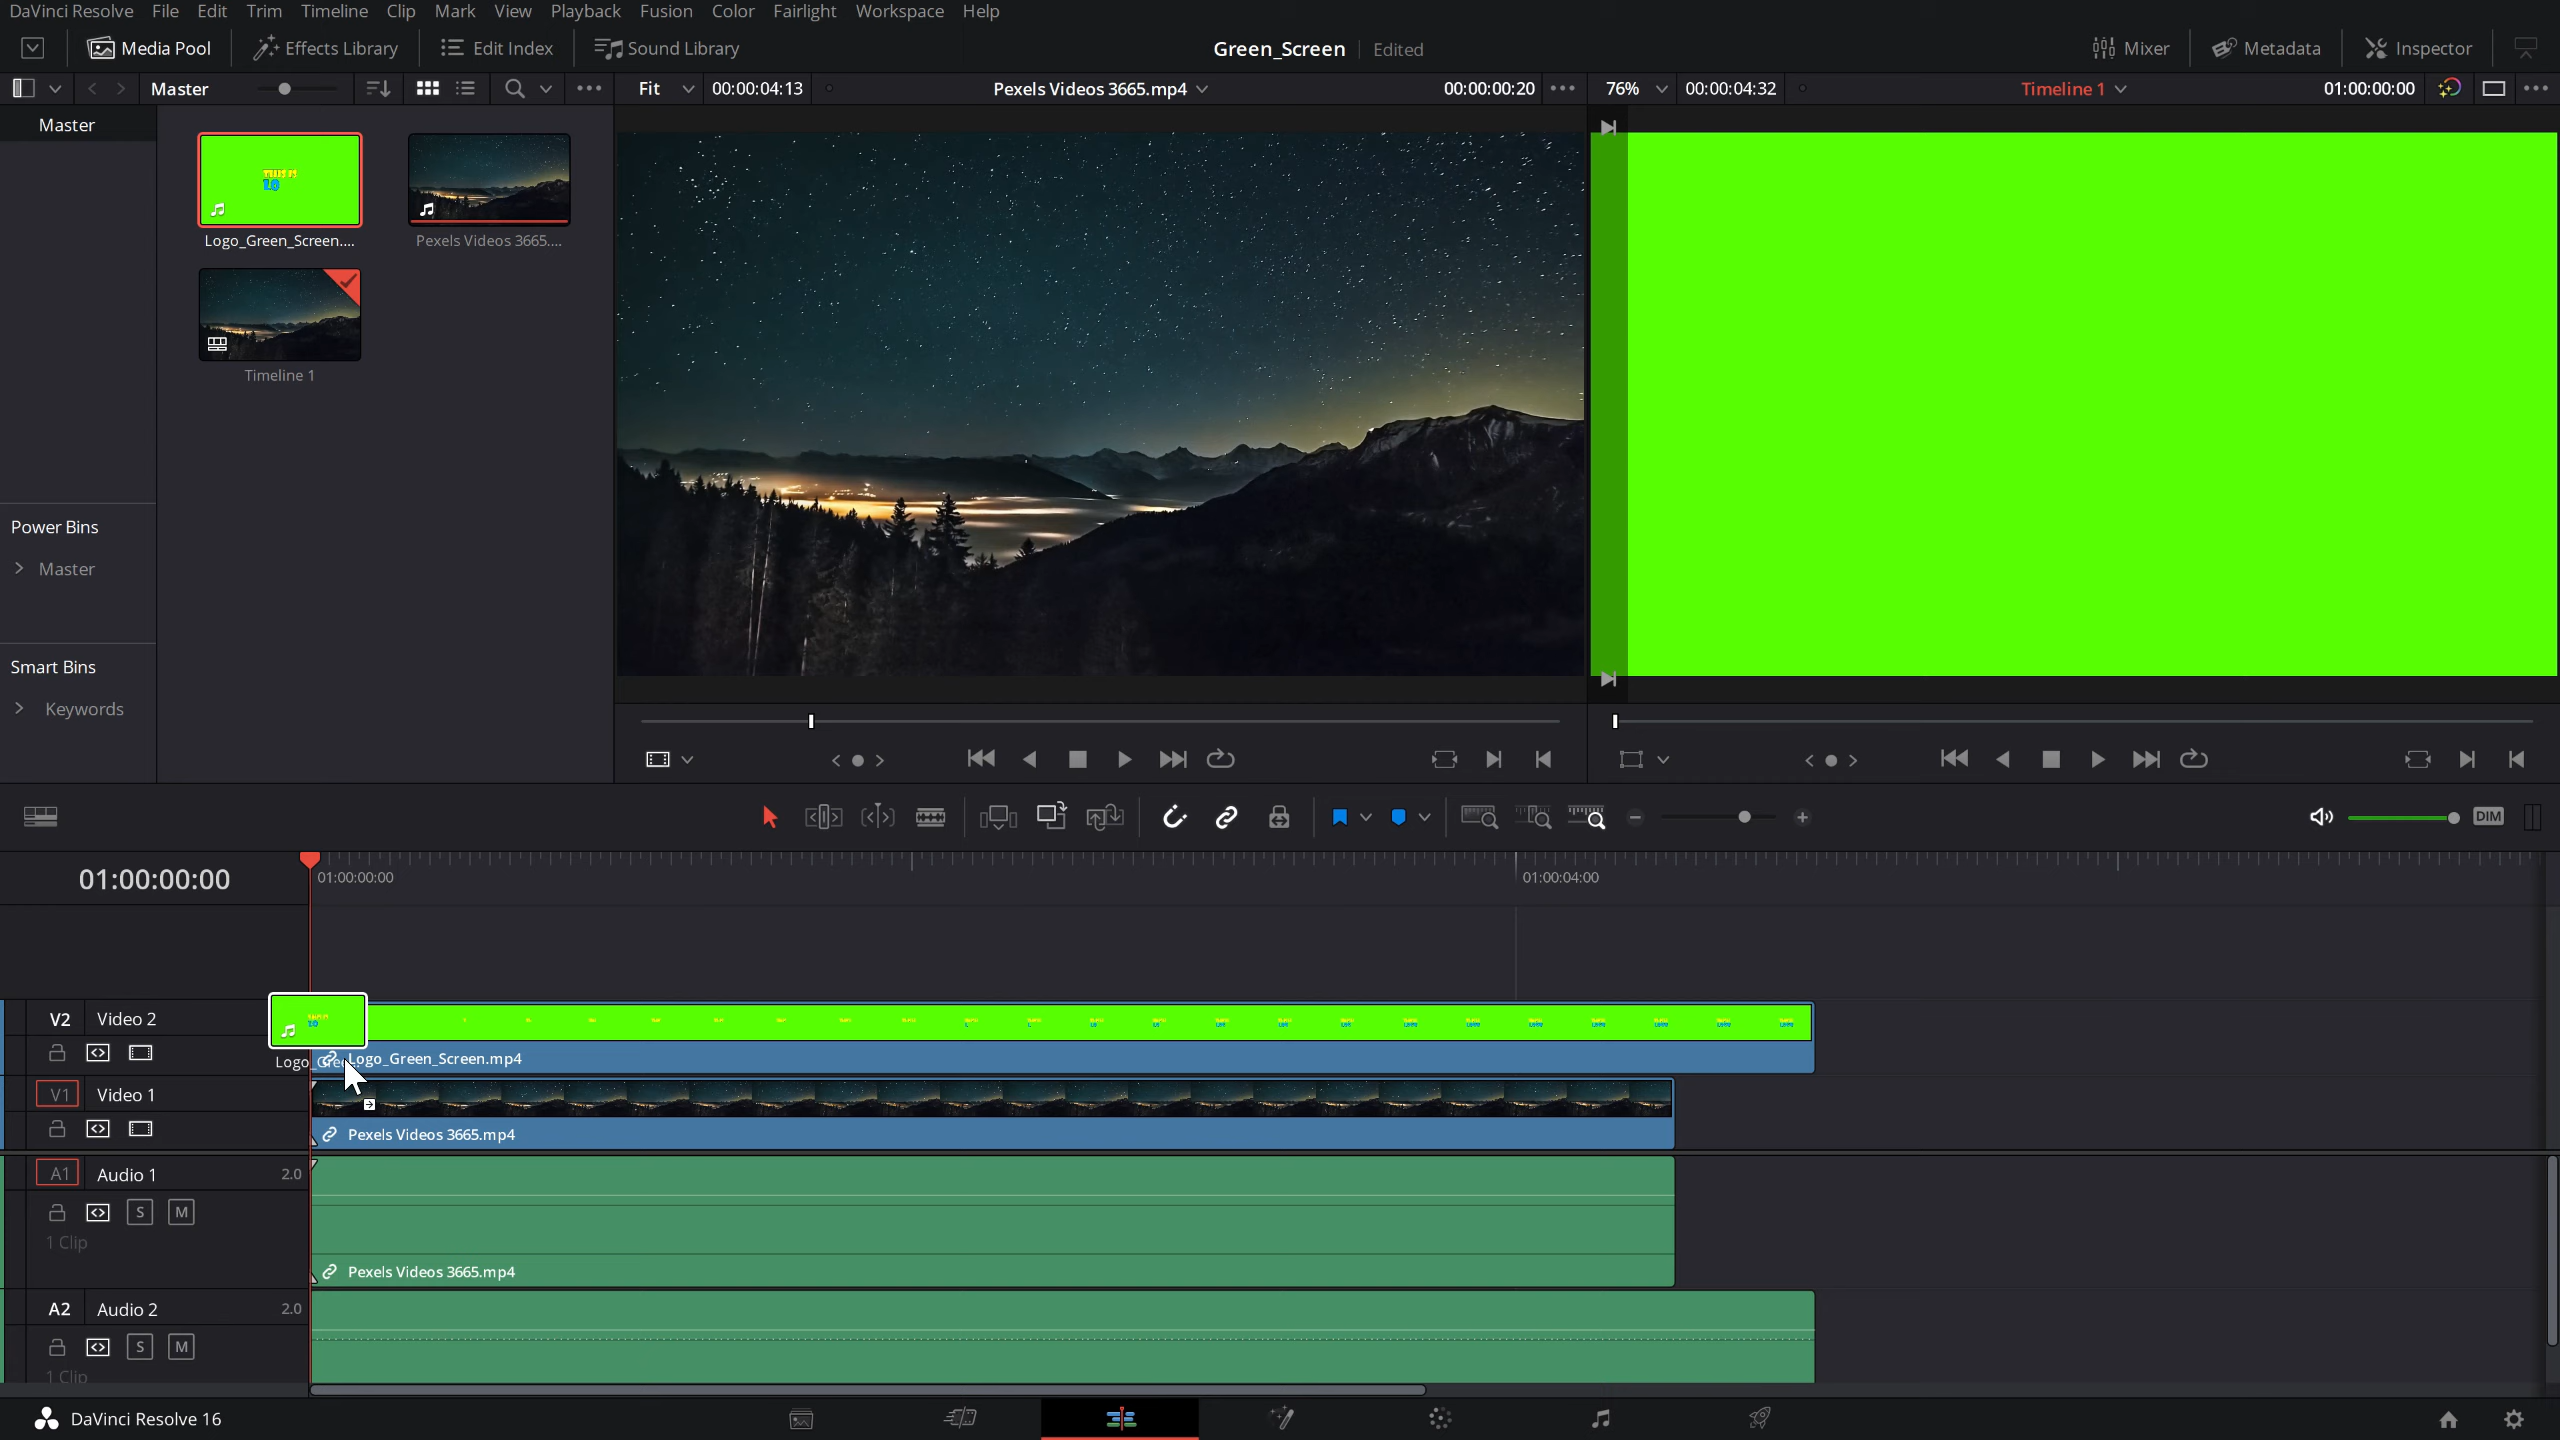 DaVinci Resolve File Edit Trim Timeline Clip Mark View Playback Fusion Color Fairlight Workspace Help
Media Pool Effects Library Edit Index Sound Library Green_Screen Edited Mixer Metadata Inspector
Master Fit 00:00:04:13 Pexels Videos 3665.mp4 00:00:00:20 76% 00:00:04:32 Timeline 1 01:00:00:00
Master
THIS IS
LO
Logo_Green_Screen.... Pexels Videos 3665....
Timeline 1
Power Bins
Master
Smart Bins
Keywords
DIM
01:00:00:00 01:00:00:00 01:00:04:00
V2 Video 2
Logo_Green_Screen.mp4
V1 Video 1
Pexels Videos 3665.mp4
A1 Audio 1 2.0
S M
1 Clip
Pexels Videos 3665.mp4
A2 Audio 2 2.0
S M
1 Clip
DaVinci Resolve 16